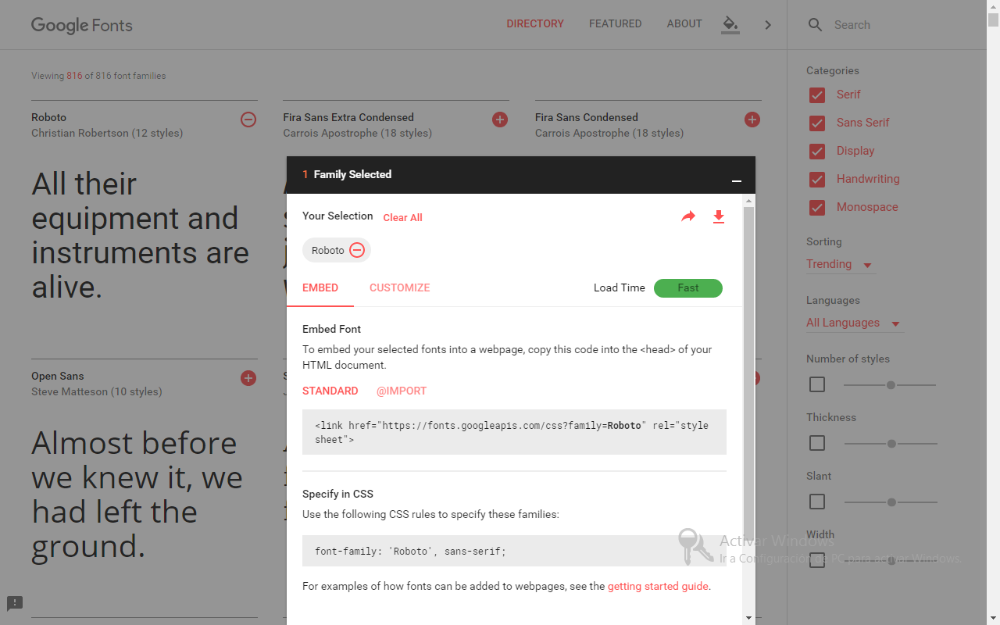 Google Fonts
DIRECTORY
FEATURED
ABOUT
Search
Viewing 816 of 816 font families
Roboto
Christian Robertson (12 styles)
All their
equipment and
instruments are
alive.
Fira Sans Extra Condensed
Carrois Apostrophe (18 styles)
Fira Sans Condensed
Carrois Apostrophe (18 styles)
Open Sans
Steve Matteson (10 styles)
Almost before
we knew it, we
had left the
ground.
1 Family Selected
Your Selection Clear All
Roboto
EMBED CUSTOMIZE Load Time Fast
Embed Font
To embed your selected fonts into a webpage, copy this code into the <head> of your
HTML document.
STANDARD @IMPORT
<link href="https://fonts.googleapis.com/css?family=Roboto" rel="style
sheet">
Specify in CSS
Use the following CSS rules to specify these families:
font-family: 'Roboto', sans-serif;
For examples of how fonts can be added to webpages, see the getting started guide.
Categories
Serif
Sans Serif
Display
Handwriting
Monospace
Sorting
Trending
Languages
All Languages
Number of styles
Thickness
Slant
Width
Activar Windows
Ir a Configuración de PC para activar Windows.